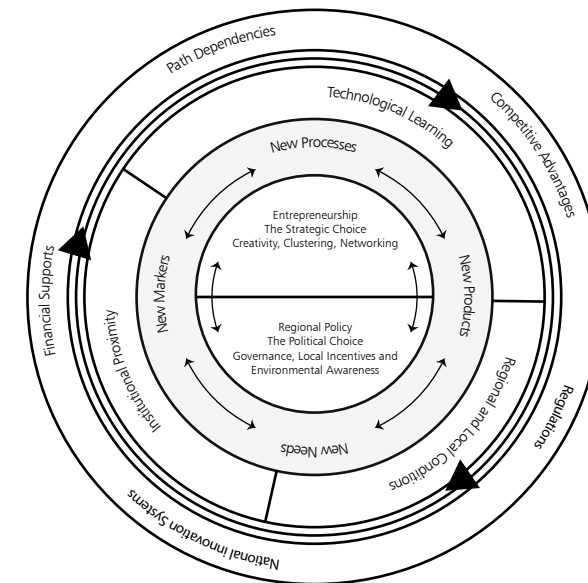 Path Dependencies
Competitive Advantages
Regulations
National Innovation Systems
Financial Supports
Technological Learning
Regional and Local Conditions
Institutional Proximity
New Processes
New Products
New Needs
New Markers
Entrepreneurship
The Strategic Choice
Creativity, Clustering, Networking
Regional Policy
The Political Choice
Governance, Local Incentives and
Environmental Awareness